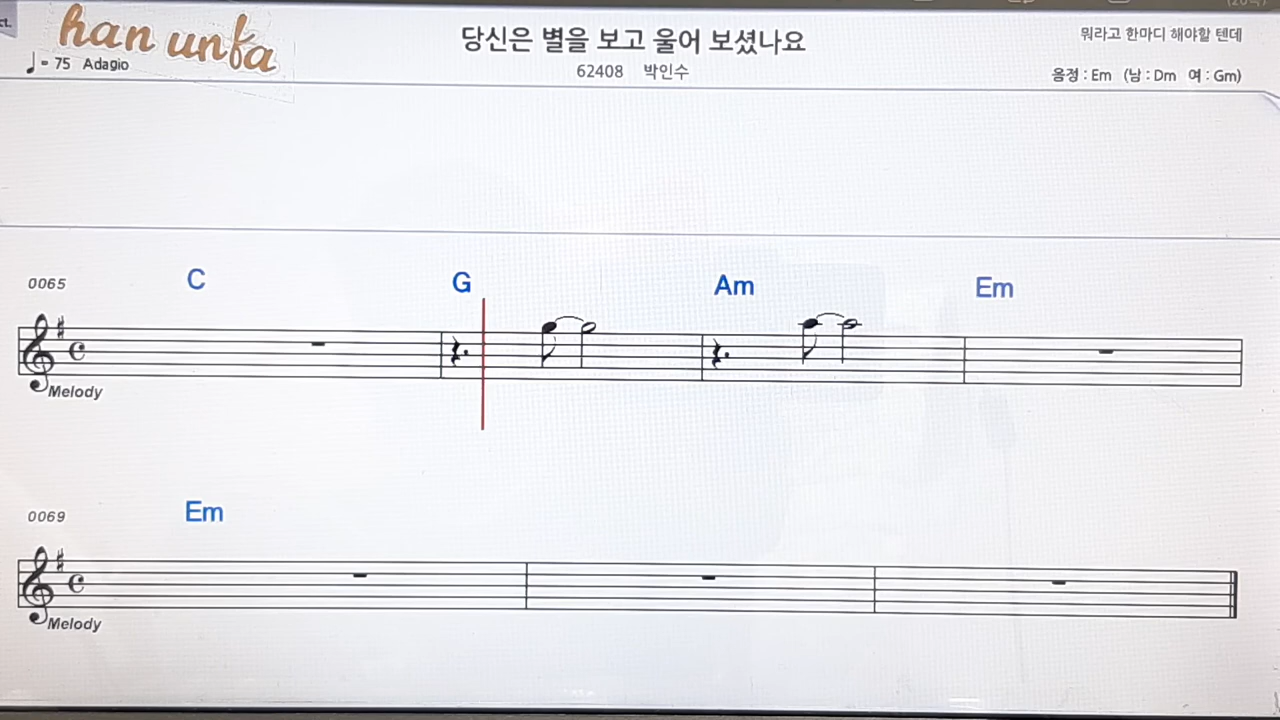 ct.
han unfa
당신은 별을 보고 울어 보셨나요
뭐라고 한마디 해야할 텐데
♩= 75 Adagio
62408 박인수
음정 : Em (남 : Dm 여 : Gm)
0065 C G Am Em
Melody
0069 Em
Melody